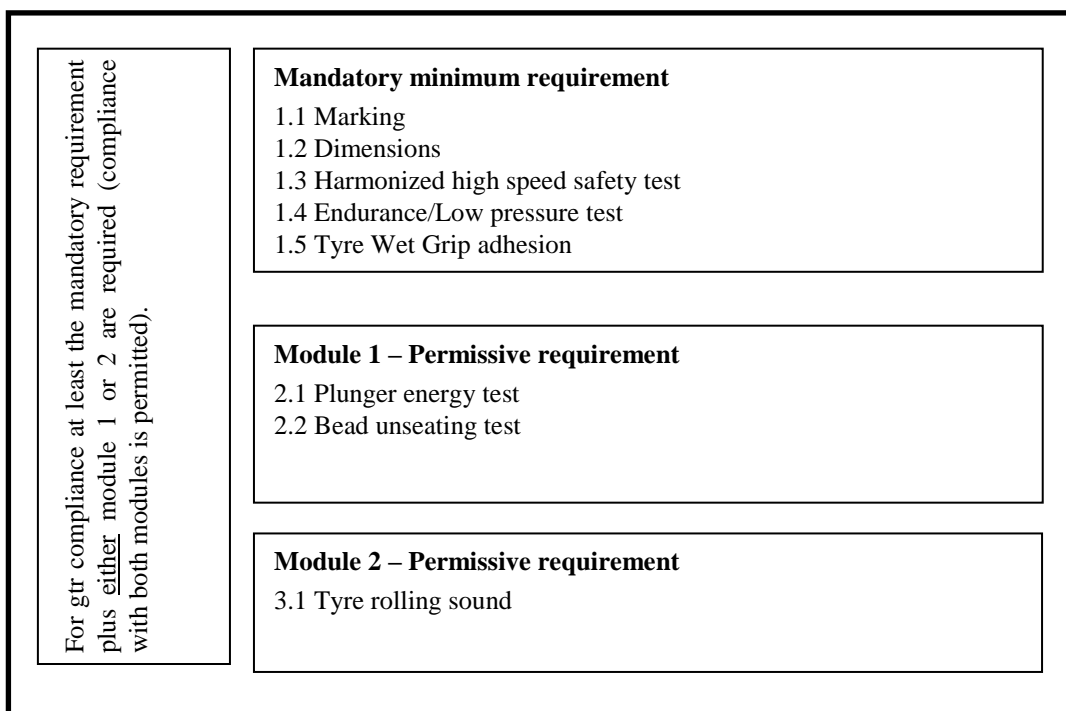 For gtr compliance at least the mandatory requirement
plus either module 1 or 2 are required (compliance
with both modules is permitted).
Mandatory minimum requirement
1.1 Marking
1.2 Dimensions
1.3 Harmonized high speed safety test
1.4 Endurance/Low pressure test
1.5 Tyre Wet Grip adhesion
Module 1 – Permissive requirement
2.1 Plunger energy test
2.2 Bead unseating test
Module 2 – Permissive requirement
3.1 Tyre rolling sound